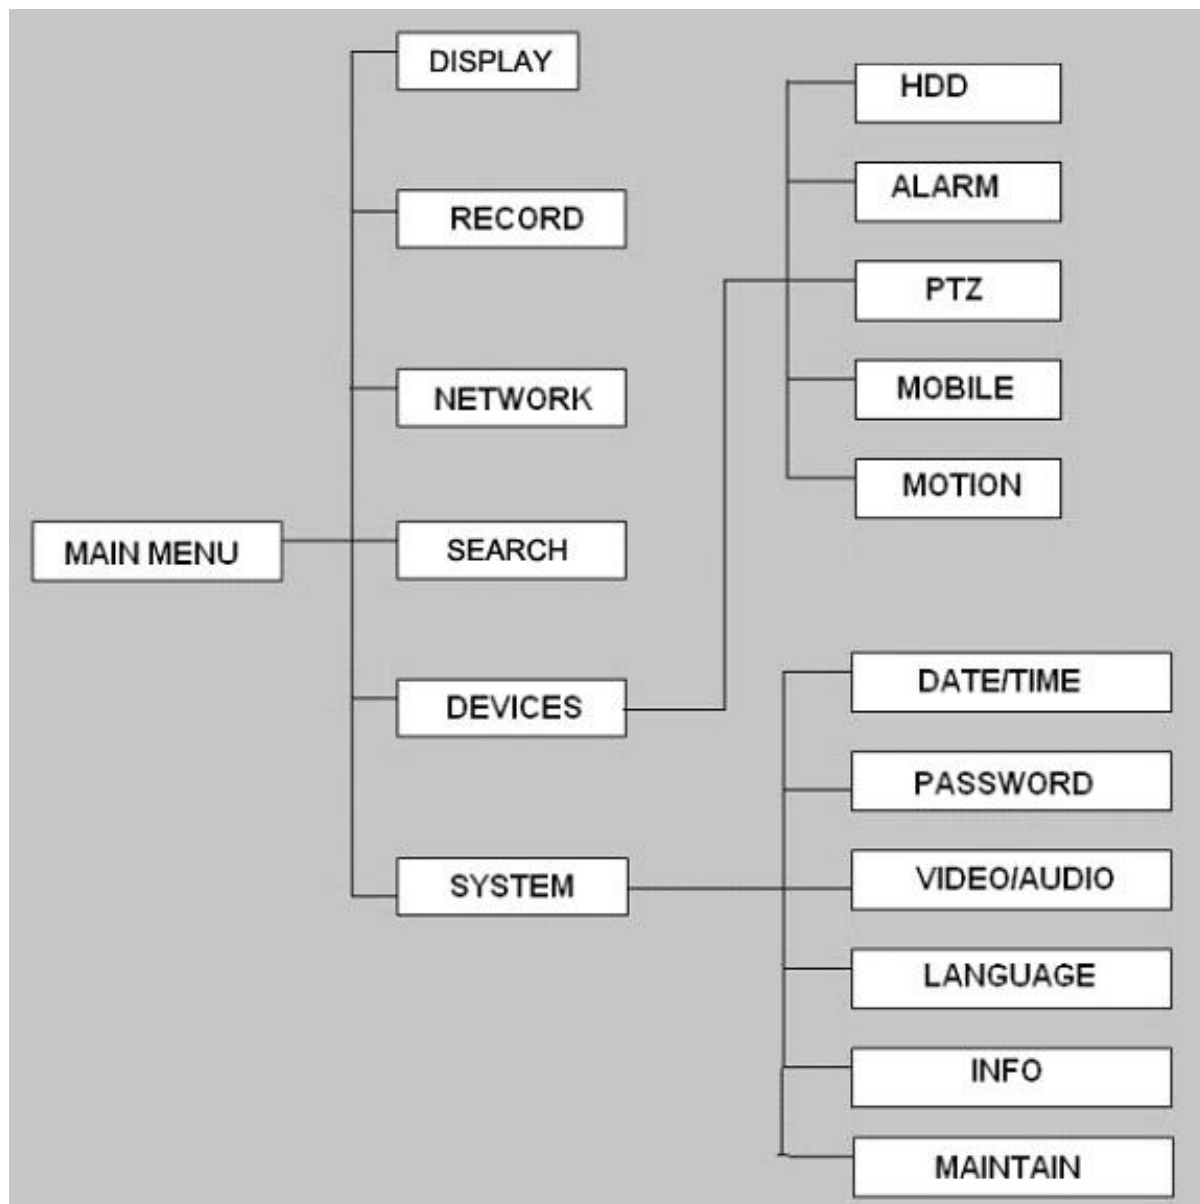 MAIN MENU
DISPLAY
RECORD
NETWORK
SEARCH
DEVICES
SYSTEM
HDD
ALARM
PTZ
MOBILE
MOTION
DATE/TIME
PASSWORD
VIDEO/AUDIO
LANGUAGE
INFO
MAINTAIN